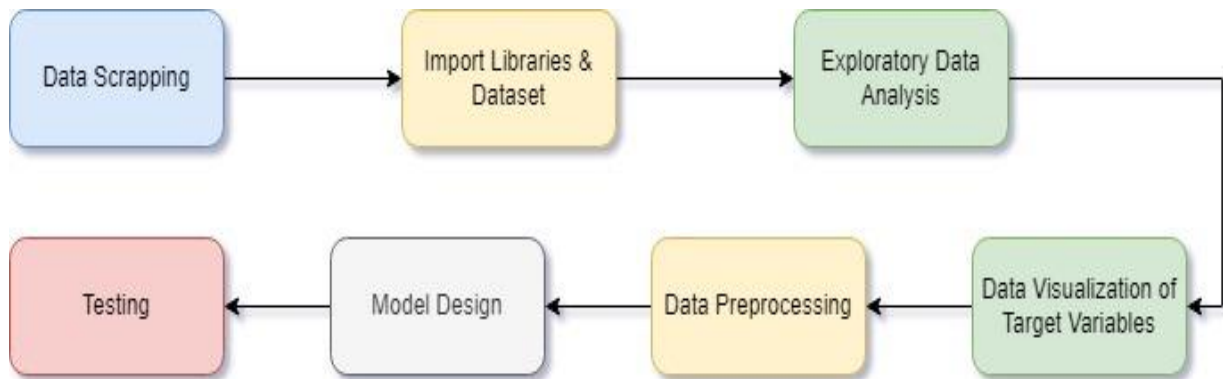 Data Scrapping
Import Libraries &
Dataset
Exploratory Data
Analysis
Data Visualization of
Target Variables
Data Preprocessing
Model Design
Testing